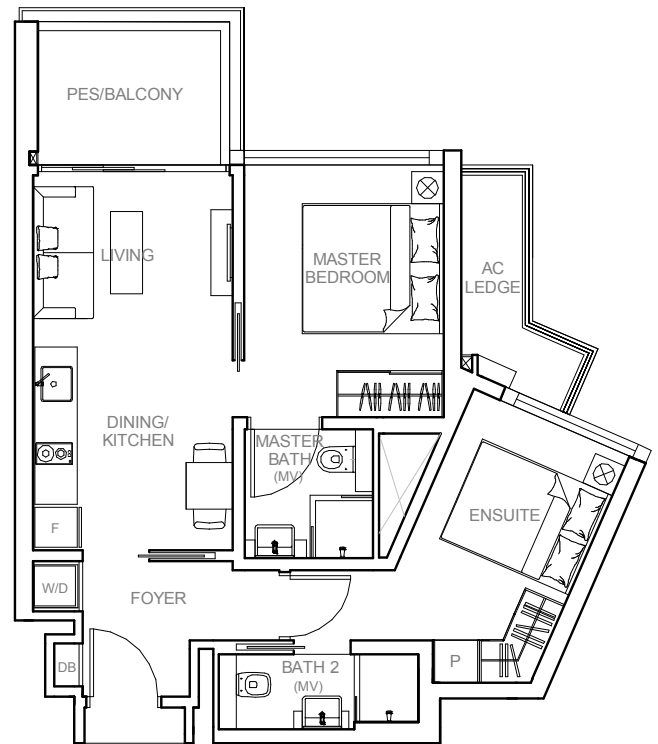 PES/BALCONY
LIVING
MASTER
BEDROOM
AC
LEDGE
DINING/
KITCHEN
MASTER
BATH
(MV)
ENSUITE
F
W/D
FOYER
DB
BATH 2
(MV)
P